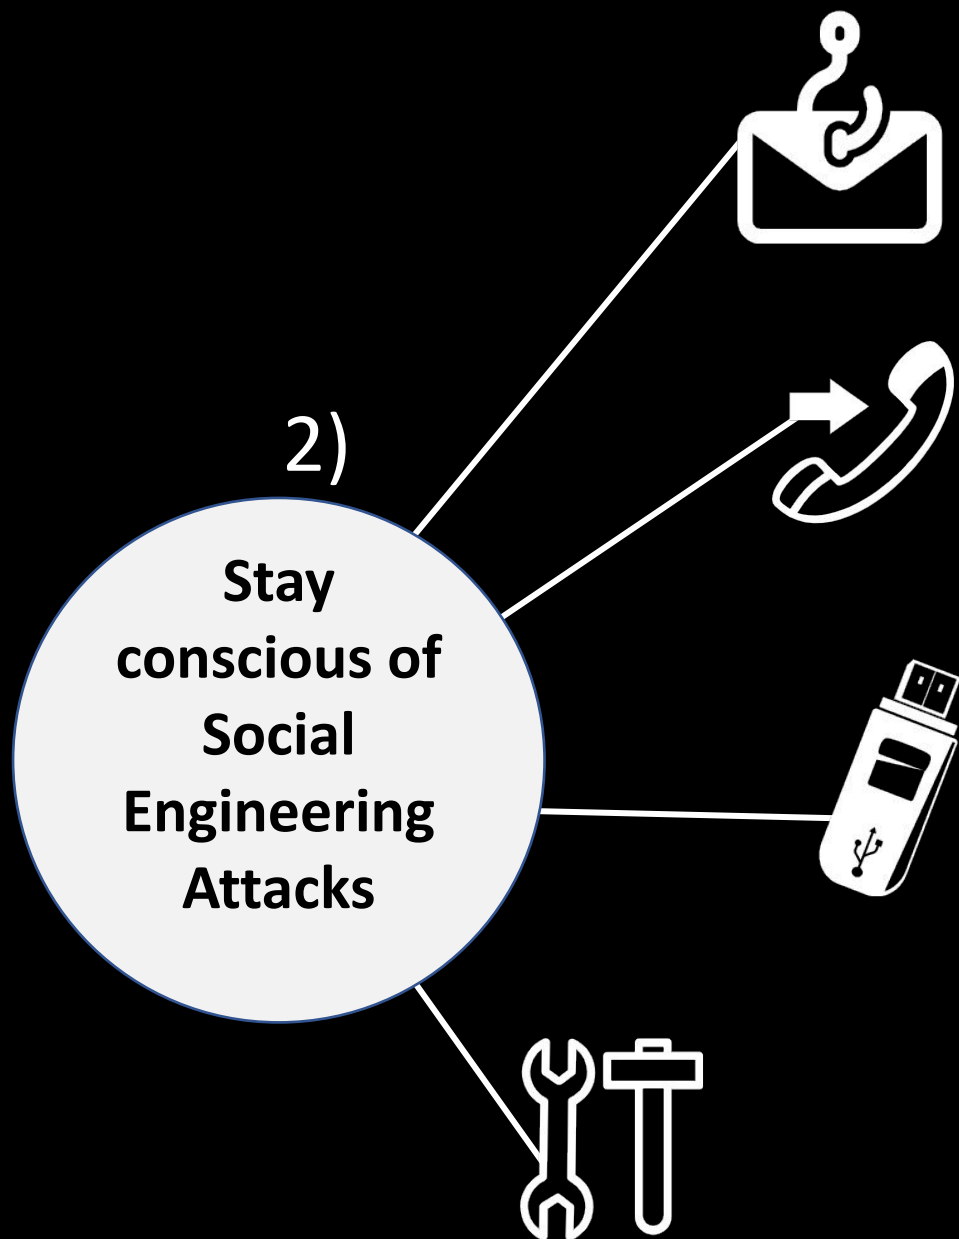 2)
Stay
conscious of
Social
Engineering
Attacks